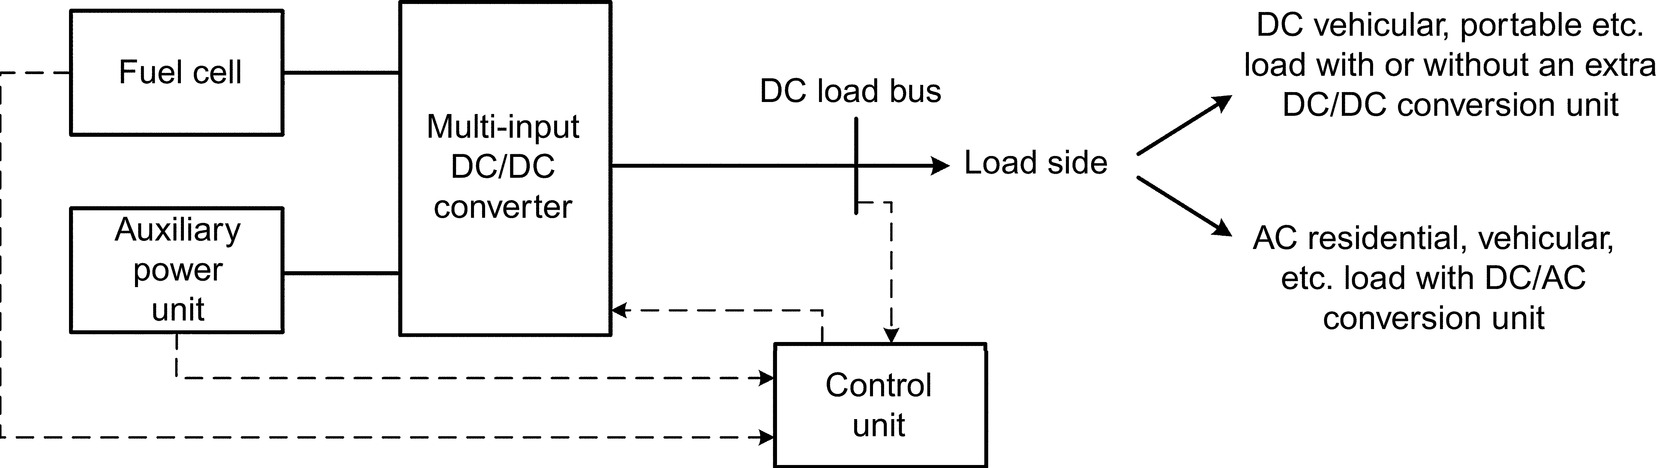 Fuel cell
Auxiliary
power
unit
Multi-input
DC/DC
converter
DC load bus
Load side
DC vehicular, portable etc.
load with or without an extra
DC/DC conversion unit
AC residential, vehicular,
etc. load with DC/AC
conversion unit
Control
unit